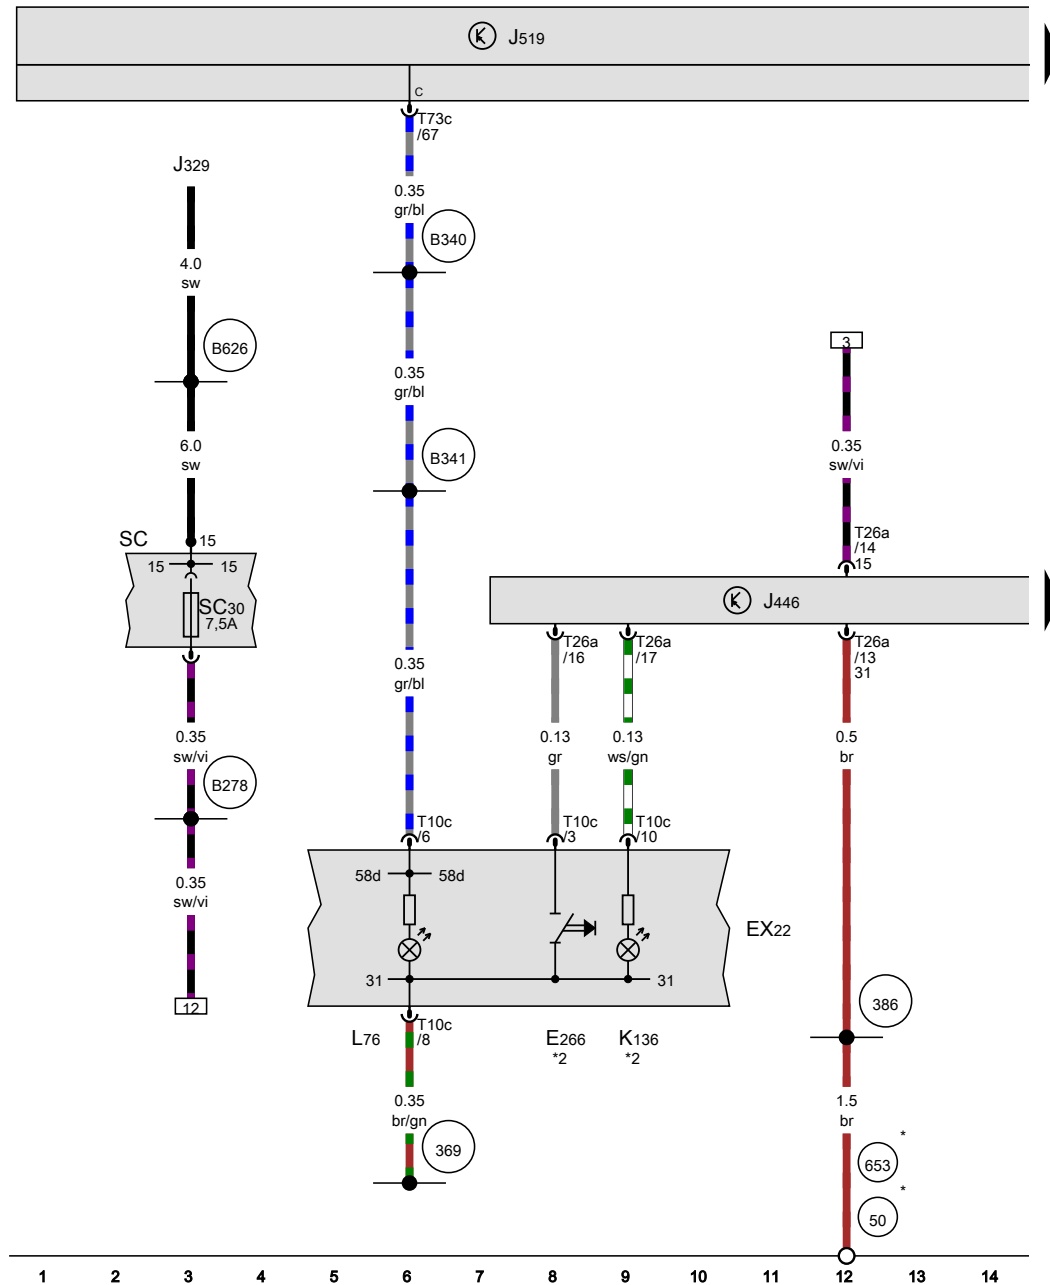 J519
c
T73c
/67
J329
0.35
gr/bl
B340
4.0
sw
B626
3
0.35
gr/bl
6.0
sw
B341
0.35
sw/vi
SC
15
15
15
T26a
/14
15
SC30
7,5A
J446
T26a
/16
T26a
/17
T26a
/13
31
0.35
gr/bl
0.35
sw/vi
B278
0.13
gr
0.13
ws/gn
0.5
br
T10c
/6
T10c
/3
T10c
/10
58d
58d
0.35
sw/vi
EX22
31
31
12
386
L76
T10c
/8
E266
*2
K136
*2
0.35
br/gn
369
1.5
br
*
653
*
50
1 2 3 4 5 6 7 8 9 10 11 12 13 14